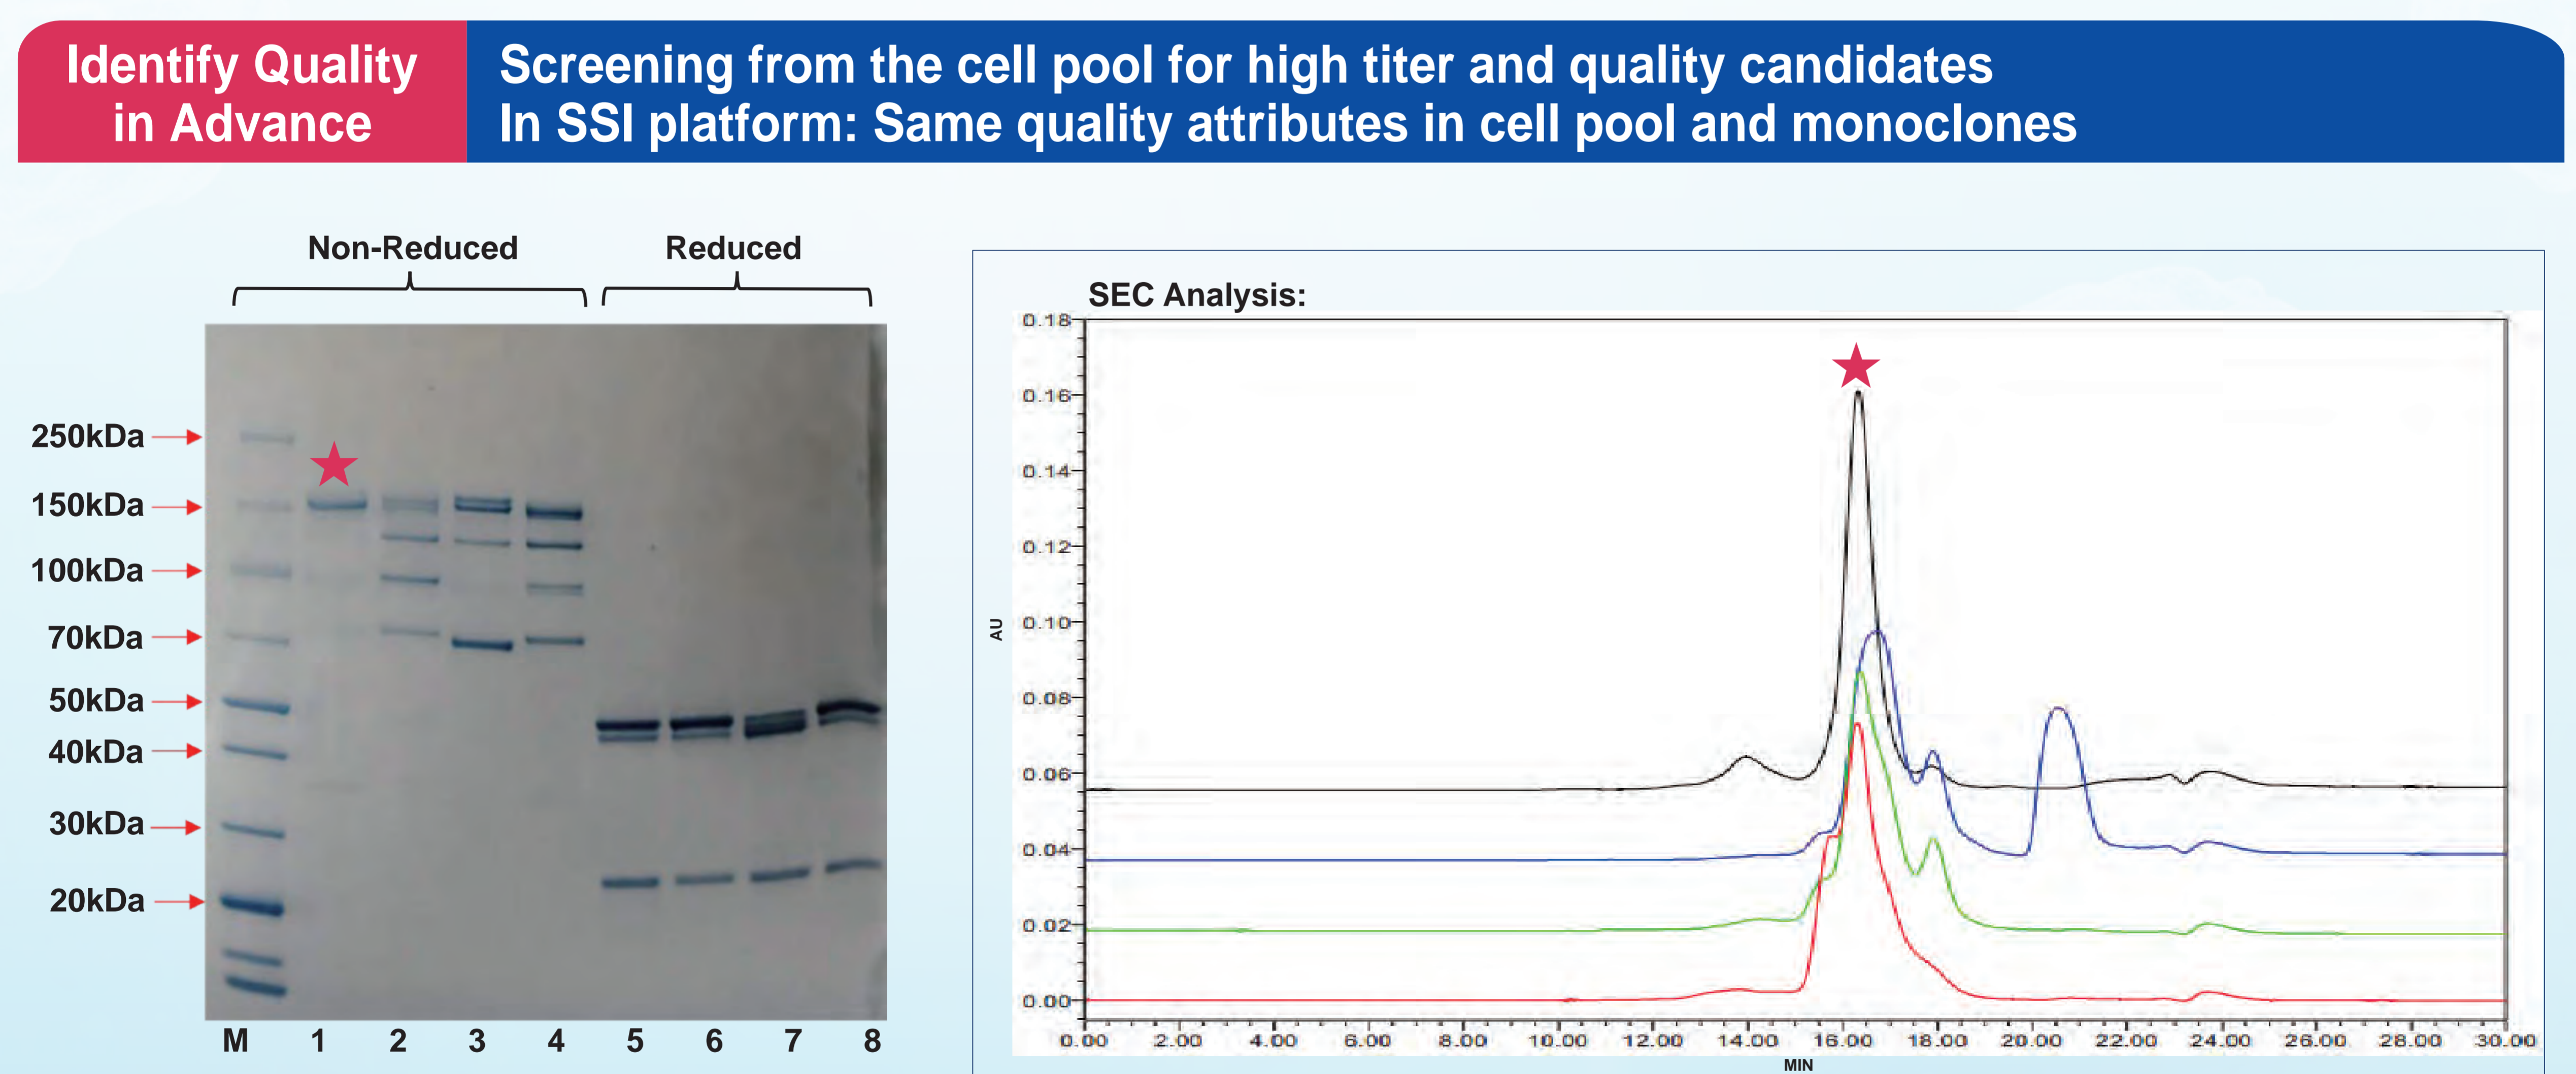 Identify Quality
in Advance
Screening from the cell pool for high titer and quality candidates
In SSI platform: Same quality attributes in cell pool and monoclones
Non-Reduced
Reduced
250kDa
150kDa
100kDa
70kDa
50kDa
40kDa
30kDa
20kDa
M 1 2 3 4 5 6 7 8
SEC Analysis:
0.18
0.16
0.14
0.12
0.10
0.08
0.06
0.04
0.02
0.00
AU
0.00 2.00 4.00 6.00 8.00 10.00 12.00 14.00 16.00 18.00 20.00 22.00 24.00 26.00 28.00 30.00
MIN